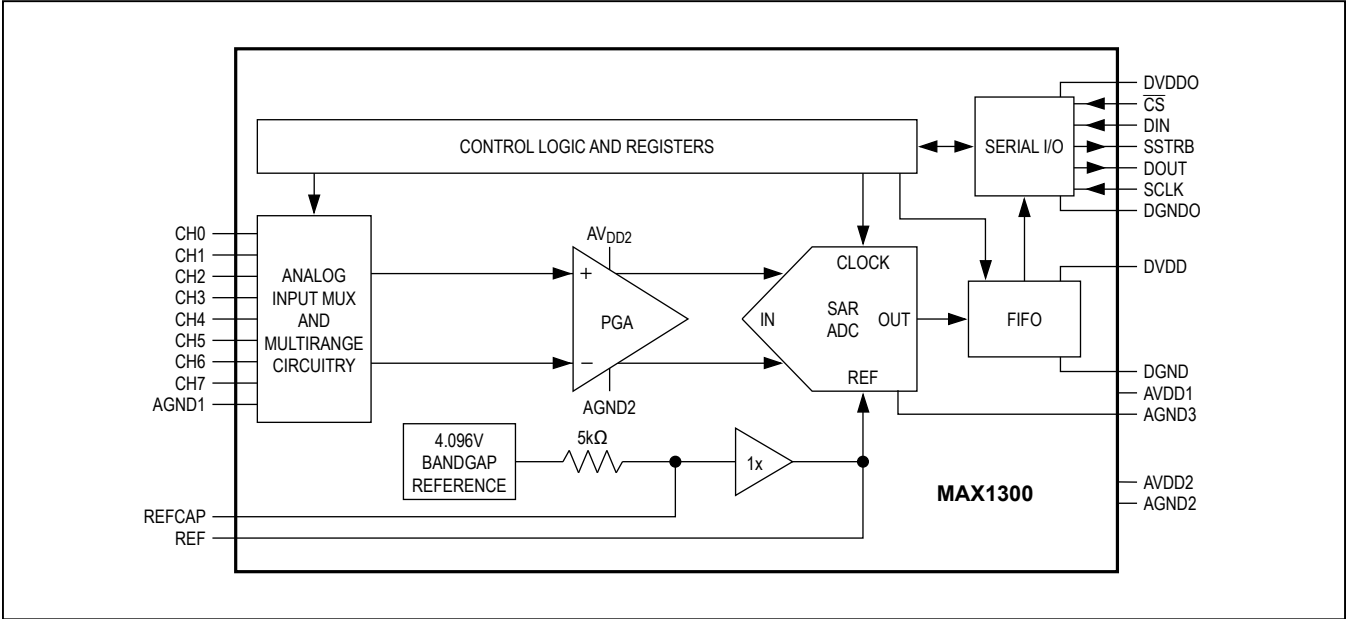 CONTROL LOGIC AND REGISTERS
SERIAL I/O
DVDDO
CS
DIN
SSTRB
DOUT
SCLK
DGNDO
CH0
CH1
CH2
CH3
CH4
CH5
CH6
CH7
AGND1
ANALOG
INPUT MUX
AND
MULTIRANGE
CIRCUITRY
AVDD2
+
PGA
−
AGND2
CLOCK
IN
SAR
ADC
OUT
REF
FIFO
DVDD
DGND
AVDD1
AGND3
4.096V
BANDGAP
REFERENCE
5kΩ
1x
MAX1300
AVDD2
AGND2
REFCAP
REF